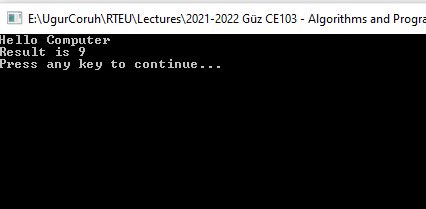 E:\UgurCoruh\RTEU\Lectures\2021-2022 Güz CE103 - Algorithms and Progra
Hello Computer
Result is 9
Press any key to continue...